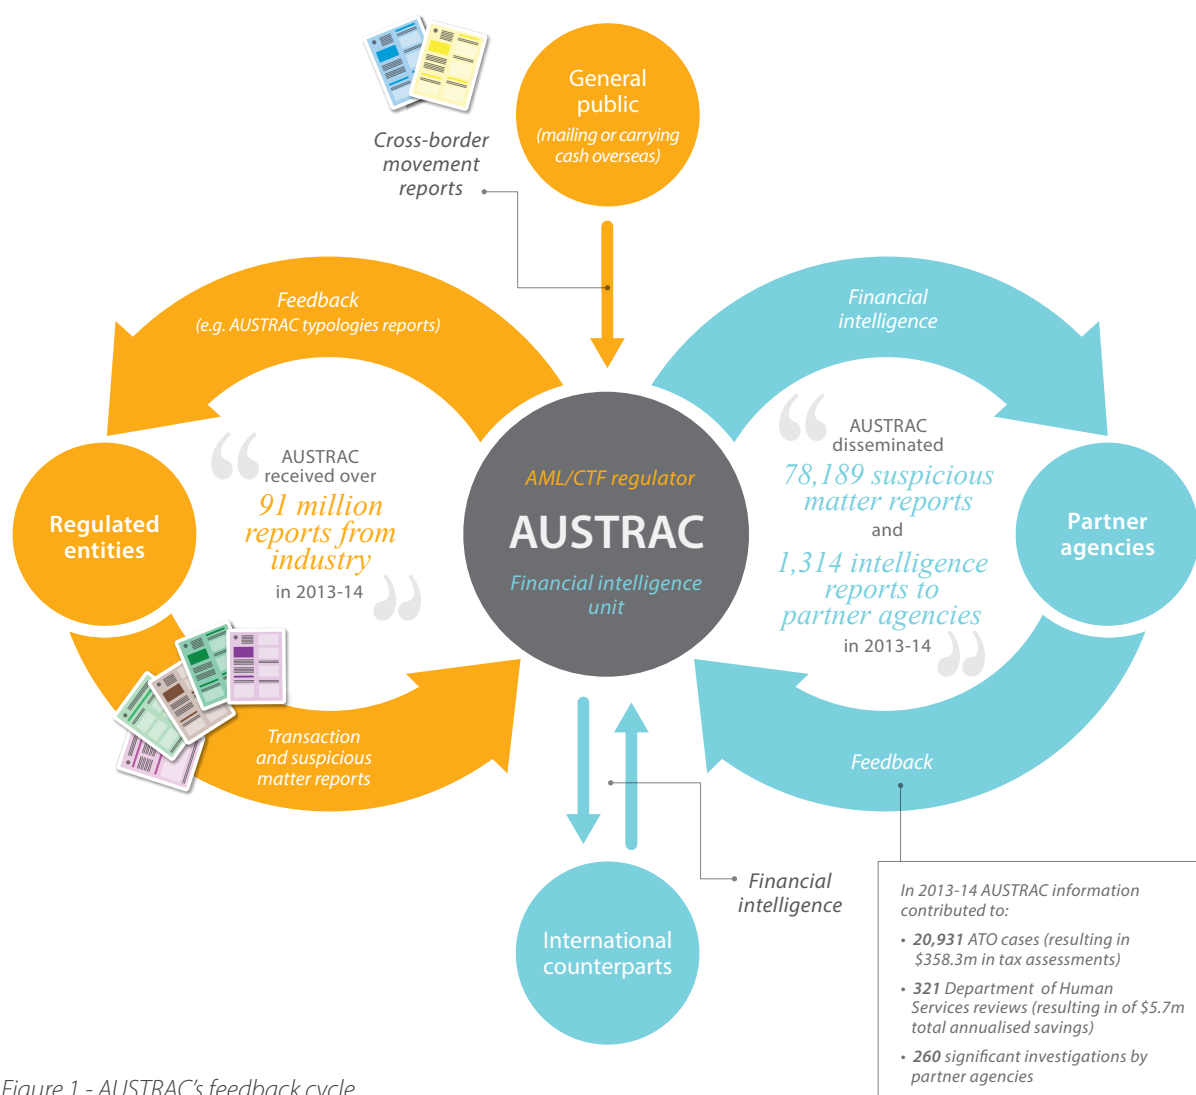 General
public
(mailing or carrying
cash overseas)
Cross-border
movement
reports
Feedback
(e.g. AUSTRAC typologies reports)
Financial
intelligence
Regulated
entities
“
AUSTRAC
received over
91 million
reports from
industry
in 2013-14
”
AML/CTF regulator
AUSTRAC
Financial intelligence
unit
“
AUSTRAC
disseminated
78,189 suspicious
matter reports
and
1,314 intelligence
reports to
partner agencies
in 2013-14
”
Partner
agencies
Transaction
and suspicious
matter reports
Feedback
Financial
intelligence
International
counterparts
In 2013-14 AUSTRAC information
contributed to:
• 20,931 ATO cases (resulting in
$358.3m in tax assessments)
• 321 Department of Human
Services reviews (resulting in of $5.7m
total annualised savings)
• 260 significant investigations by
partner agencies
Figure 1 - AUSTRAC's feedback cycle